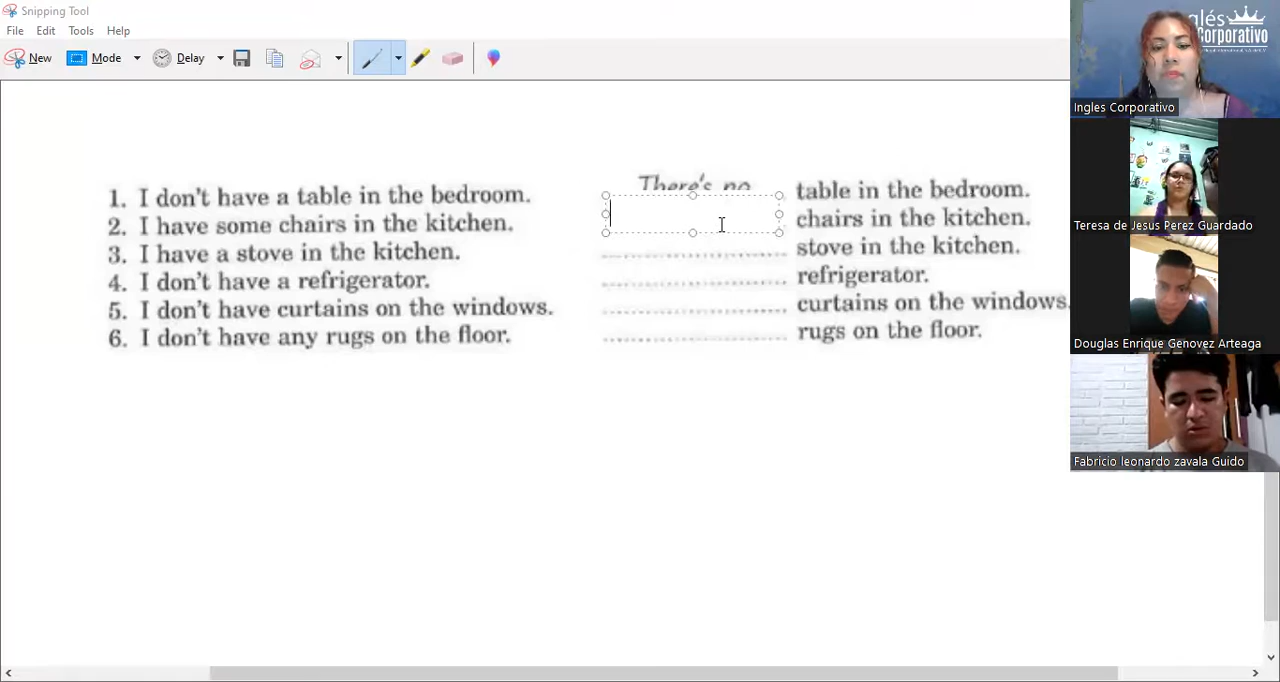 Snipping Tool
File Edit Tools Help
New Mode Delay
1. I don't have a table in the bedroom. There's no table in the bedroom.
2. I have some chairs in the kitchen. chairs in the kitchen.
3. I have a stove in the kitchen. stove in the kitchen.
4. I don't have a refrigerator. refrigerator.
5. I don't have curtains on the windows. curtains on the windows.
6. I don't have any rugs on the floor. rugs on the floor.
glés
Corporativo
Ingles Corporativo
Teresa de Jesus Perez Guardado
Douglas Enrique Genovez Arteaga
Fabricio leonardo zavala Guido